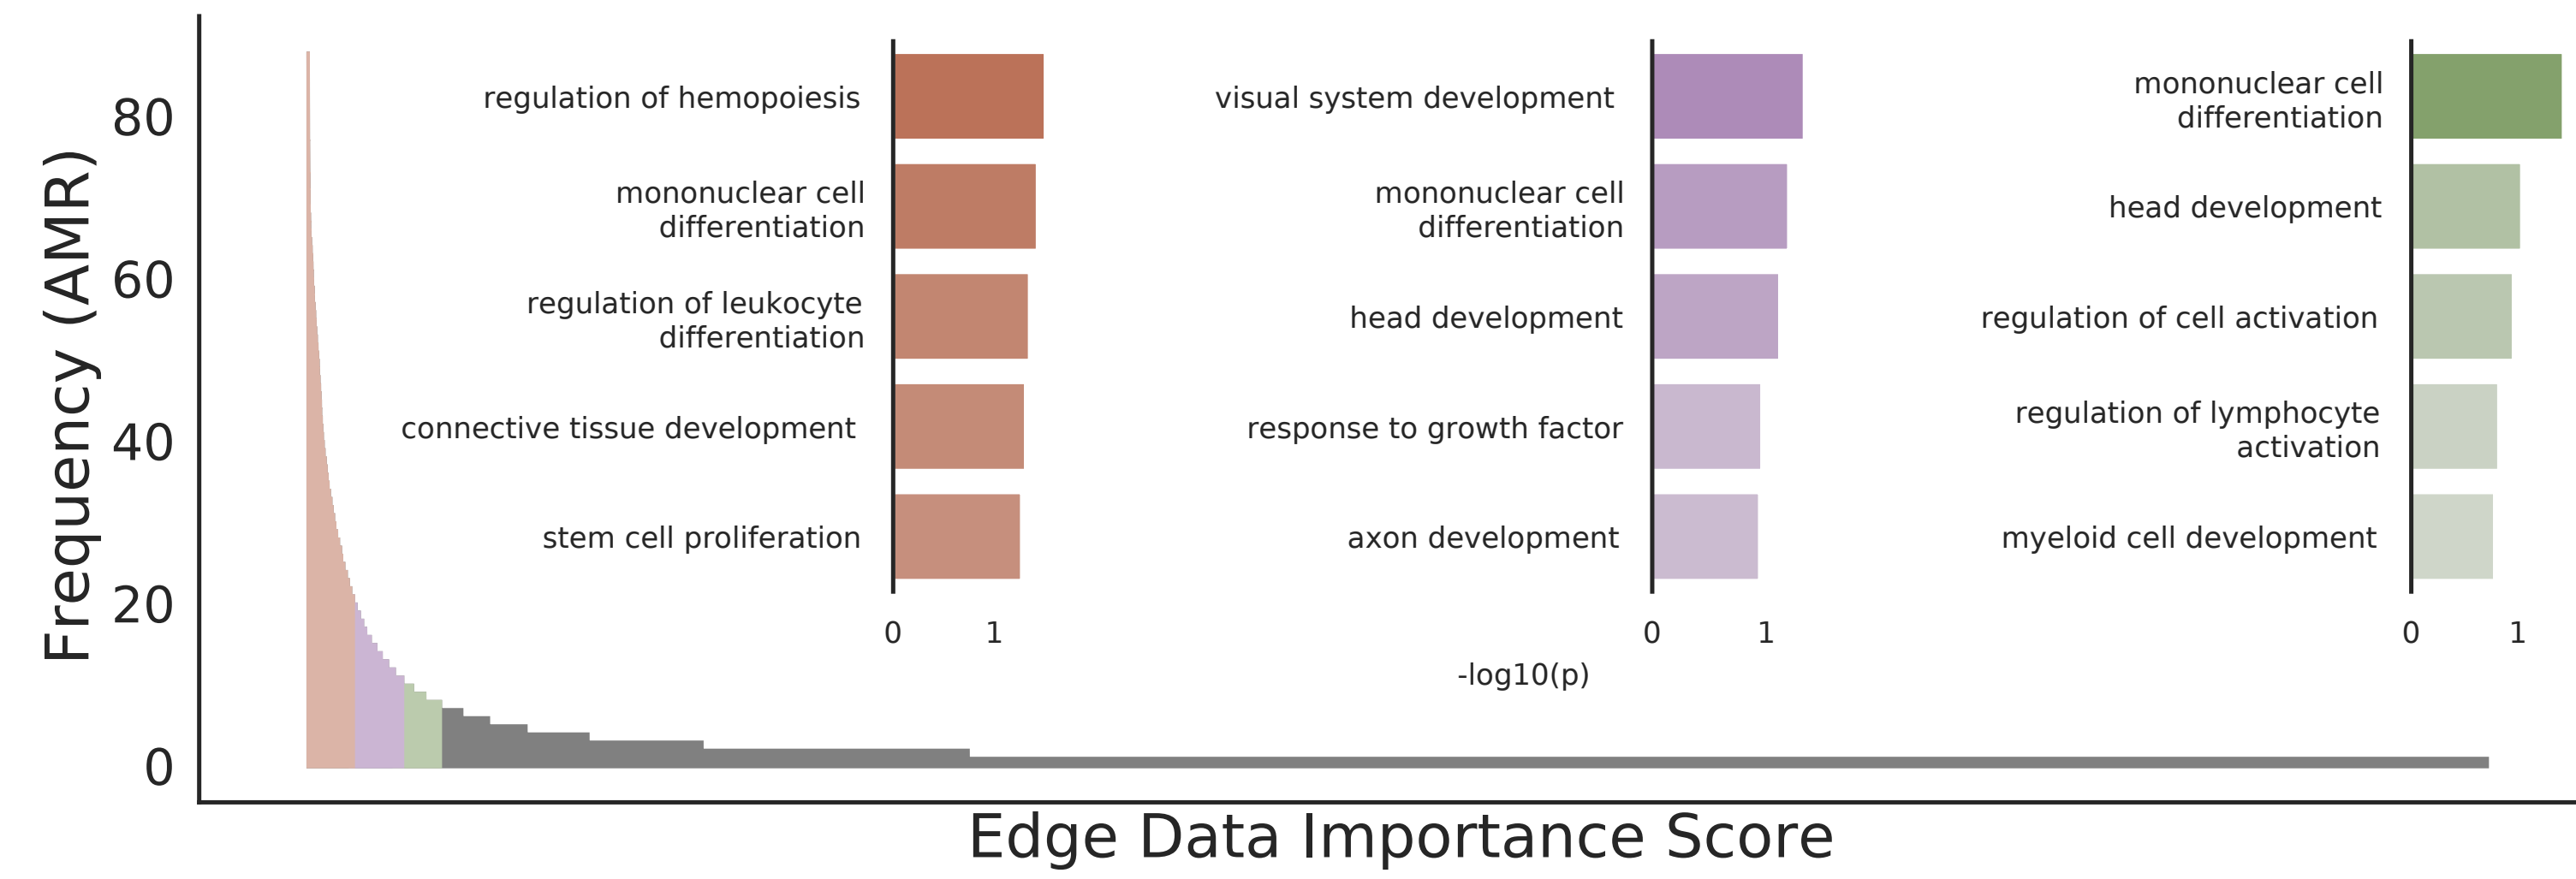 Frequency (AMR)
80
60
40
20
0
regulation of hemopoiesis
mononuclear cell
differentiation
regulation of leukocyte
differentiation
connective tissue development
stem cell proliferation
0 1
visual system development
mononuclear cell
differentiation
head development
response to growth factor
axon development
0 1
mononuclear cell
differentiation
head development
regulation of cell activation
regulation of lymphocyte
activation
myeloid cell development
0 1
-log10(p)
Edge Data Importance Score